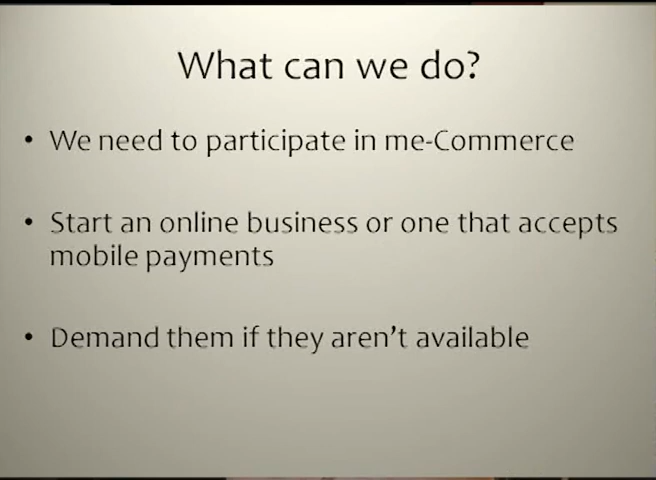 What can we do?
• We need to participate in me-Commerce
• Start an online business or one that accepts
mobile payments
• Demand them if they aren't available